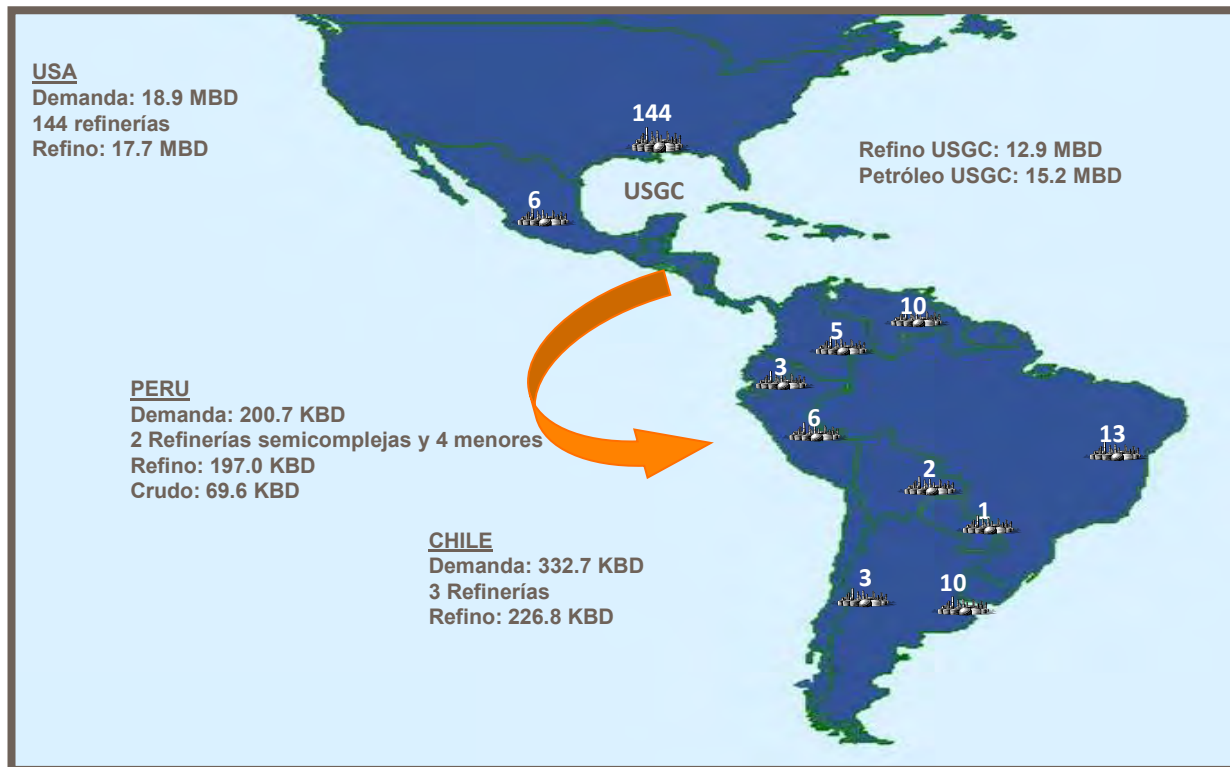 USA
Demanda: 18.9 MBD
144 refinerías
Refino: 17.7 MBD
144
Refino USGC: 12.9 MBD
Petróleo USGC: 15.2 MBD
USGC
6
10
5
3
PERU
Demanda: 200.7 KBD
2 Refinerías semicomplejas y 4 menores
Refino: 197.0 KBD
Crudo: 69.6 KBD
6
13
2
1
CHILE
Demanda: 332.7 KBD
3 Refinerías
Refino: 226.8 KBD
3
10